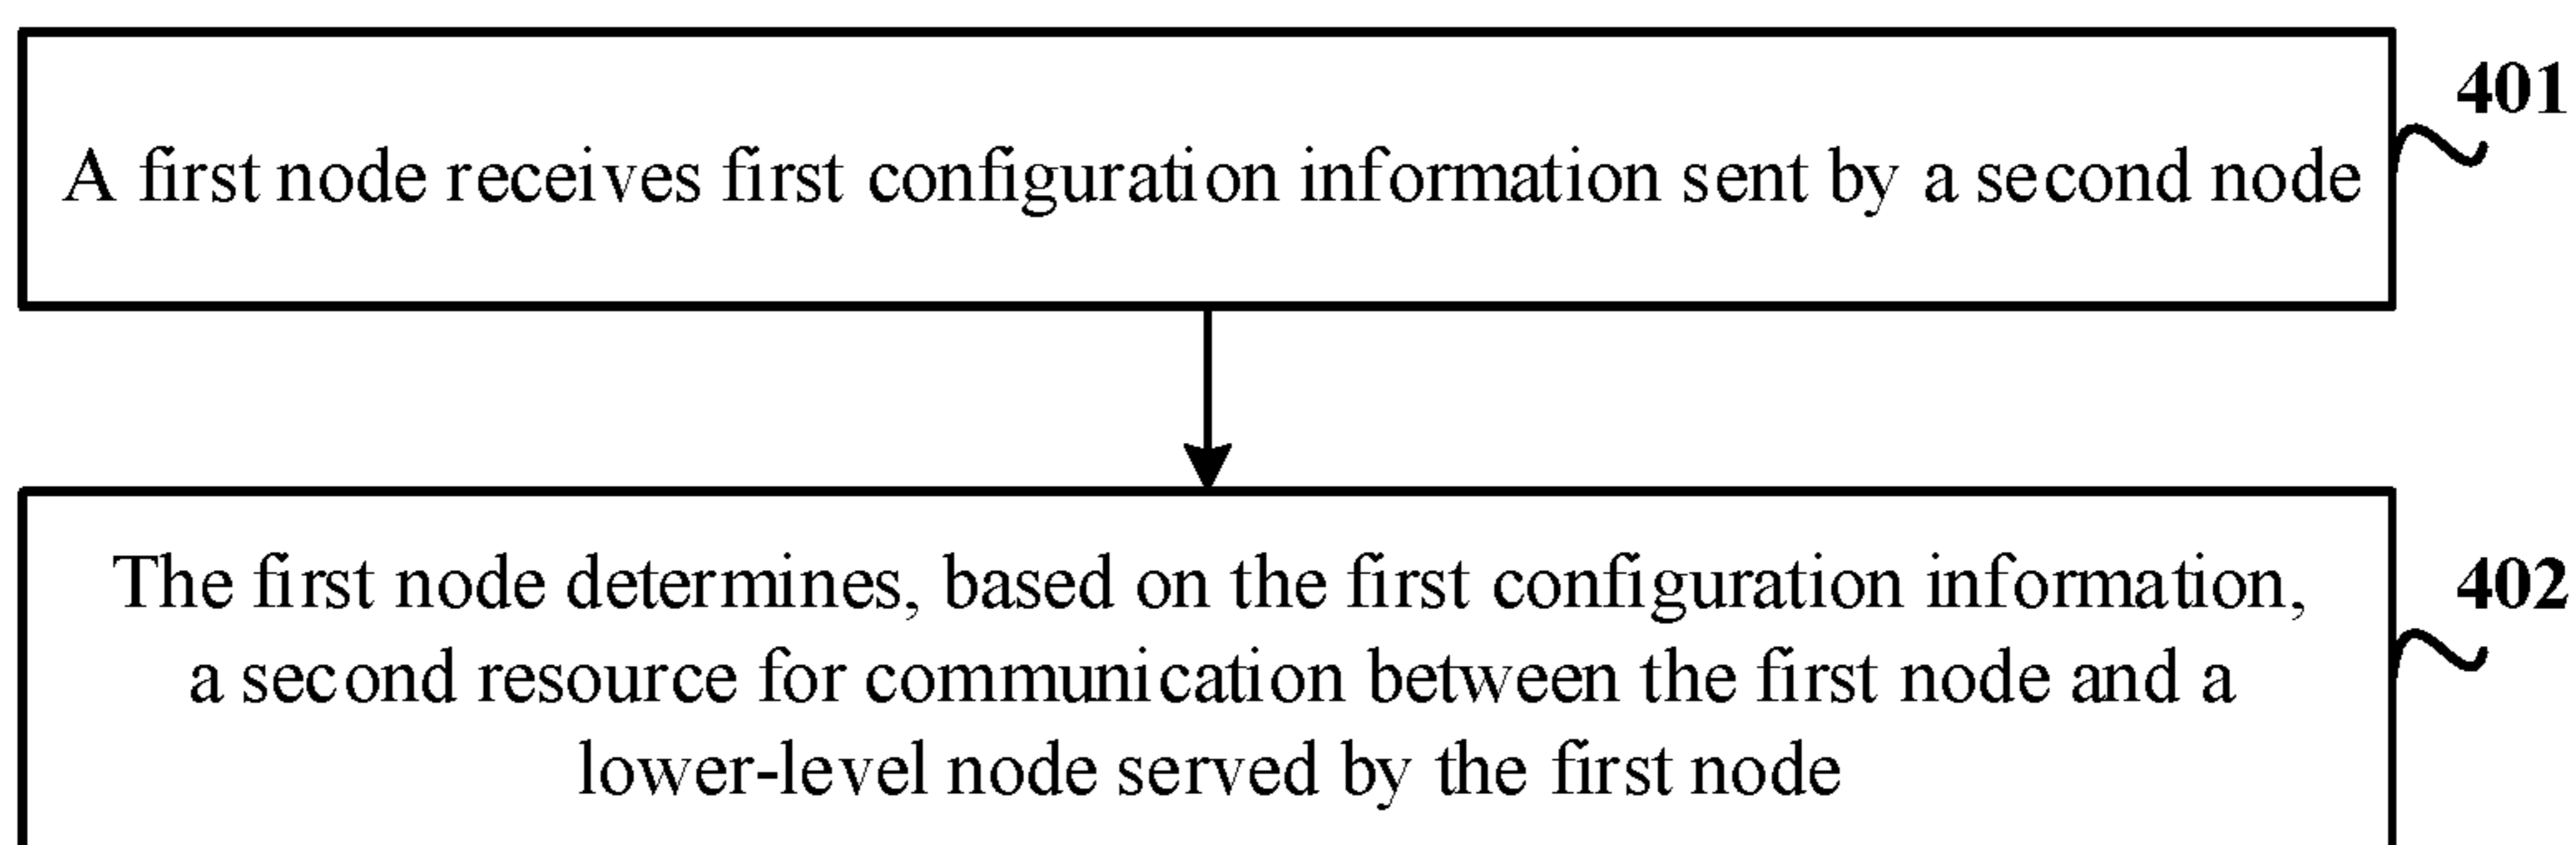 401
A first node receives first configuration information sent by a second node
402
The first node determines, based on the first configuration information,
a second resource for communication between the first node and a
lower-level node served by the first node